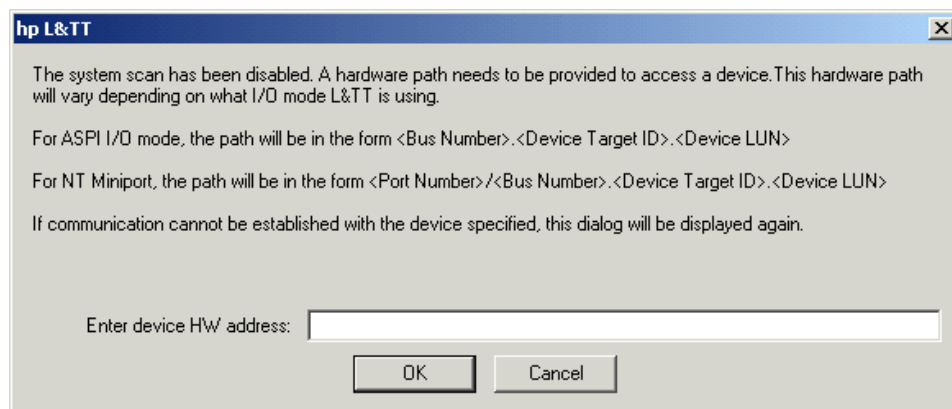 hp L&TT
The system scan has been disabled. A hardware path needs to be provided to access a device.This hardware path
will vary depending on what I/O mode L&TT is using.
For ASPI I/O mode, the path will be in the form <Bus Number>.<Device Target ID>.<Device LUN>
For NT Miniport, the path will be in the form <Port Number>/<Bus Number>.<Device Target ID>.<Device LUN>
If communication cannot be established with the device specified, this dialog will be displayed again.
Enter device HW address:
OK Cancel